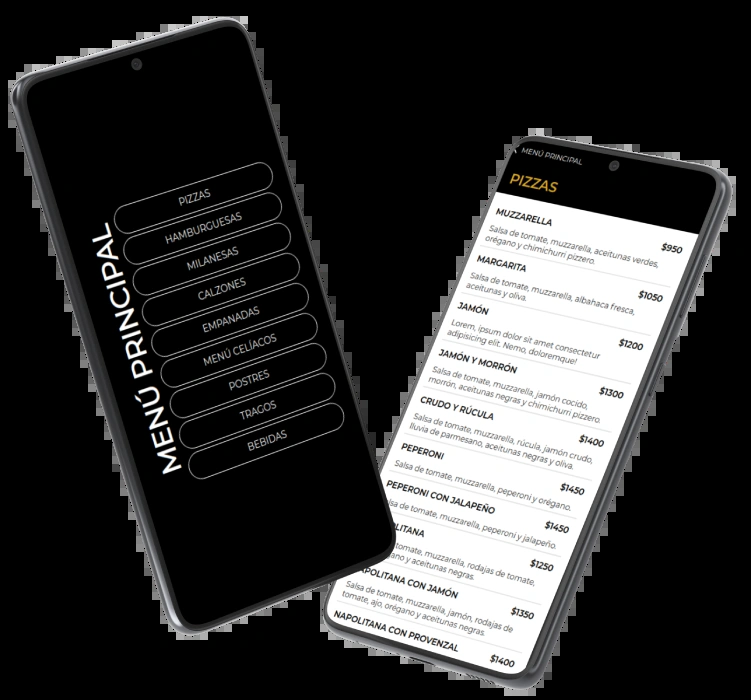 MENÚ PRINCIPAL
PIZZAS
HAMBURGUESAS
MILANESAS
CALZONES
EMPANADAS
MENÚ CELÍACOS
POSTRES
TRAGOS
BEBIDAS
MENÚ PRINCIPAL
PIZZAS
MUZZARELLA
$950
Salsa de tomate, muzzarella, aceitunas verdes,
orégano y chimichurri pizzero.
MARGARITA
$1050
Salsa de tomate, muzzarella, albahaca fresca,
aceitunas y oliva.
JAMÓN
$1200
Lorem, ipsum dolor sit amet consectetur
adipisicing elit. Nemo, doloremque!
JAMÓN Y MORRÓN
$1300
Salsa de tomate, muzzarella, jamón cocido,
morrón, aceitunas negras y chimichurri pizzero.
CRUDO Y RÚCULA
$1400
Salsa de tomate, muzzarella, rúcula, jamón crudo,
lluvia de parmesano, aceitunas negras y oliva.
PEPERONI
$1450
Salsa de tomate, muzzarella, peperoni y orégano.
PEPERONI CON JALAPEÑO
$1450
sa de tomate, muzzarella, peperoni y jalapeño.
LITANA
$1250
tomate, muzzarella, rodajas de tomate,
ano y aceitunas negras.
APOLITANA CON JAMÓN
$1350
Salsa de tomate, muzzarella, jamón, rodajas de
tomate, ajo, orégano y aceitunas negras.
NAPOLITANA CON PROVENZAL
$1400